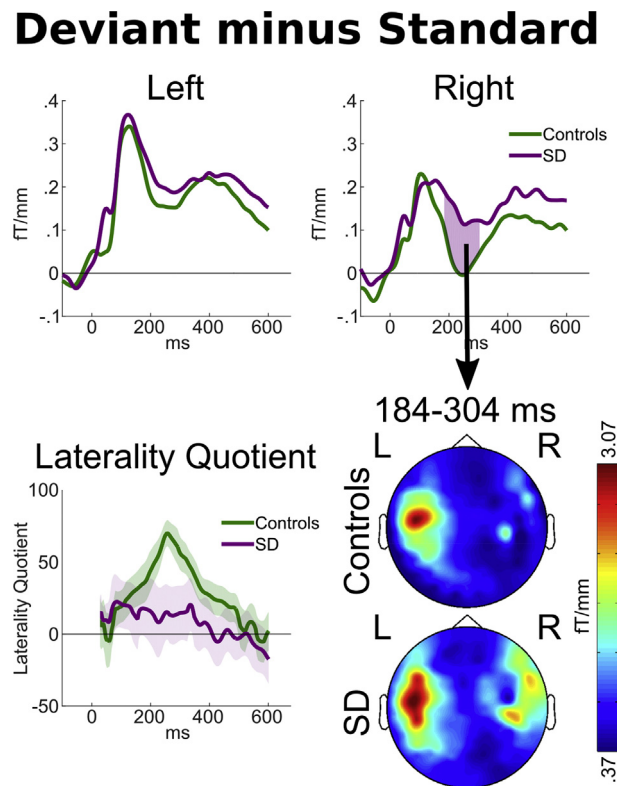 Deviant minus Standard
Left
Right
.4
.3
.2
.1
0
-.1
fT/mm
0
200
400
600
ms
.4
.3
.2
.1
0
-.1
fT/mm
Controls
SD
0
200
400
600
ms
184-304 ms
Laterality Quotient
100
50
0
-50
Laterality Quotient
Controls
SD
0
200
400
600
ms
L
R
Controls
L
R
SD
3.07
fT/mm
.37